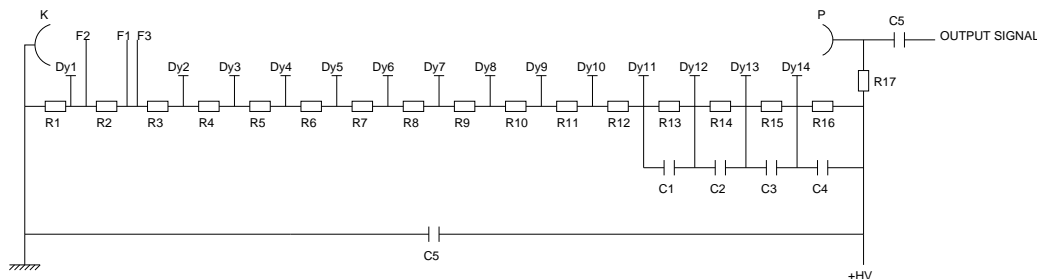 K
P
C5
OUTPUT SIGNAL
F2
F1 F3
Dy1 Dy2 Dy3 Dy4 Dy5 Dy6 Dy7 Dy8 Dy9 Dy10 Dy11 Dy12 Dy13 Dy14
R17
R1 R2 R3 R4 R5 R6 R7 R8 R9 R10 R11 R12 R13 R14 R15 R16
C1 C2 C3 C4
C5
+HV